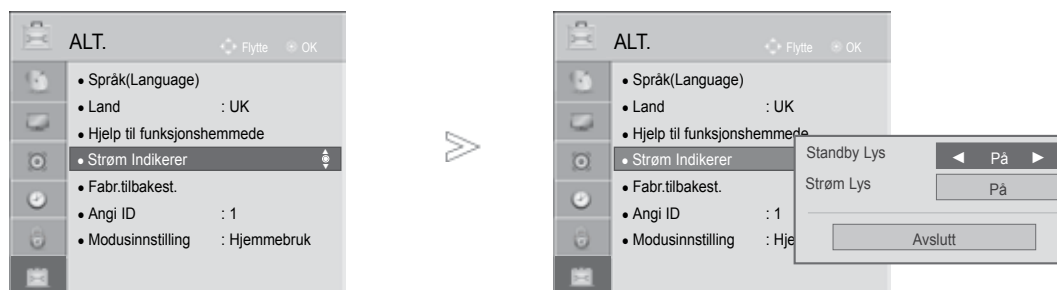 ALT.
Flytte OK
● Språk(Language)
● Land : UK
● Hjelp til funksjonshemmede
● Strøm Indikerer
● Fabr.tilbakest.
● Angi ID : 1
● Modusinnstilling : Hjemmebruk
ALT.
Flytte OK
● Språk(Language)
● Land : UK
● Hjelp til funksjonshemmede
● Strøm Indikerer
● Fabr.tilbakest.
● Angi ID : 1
● Modusinnstilling : Hje
Standby Lys ◄ På ►
Strøm Lys På
Avslutt